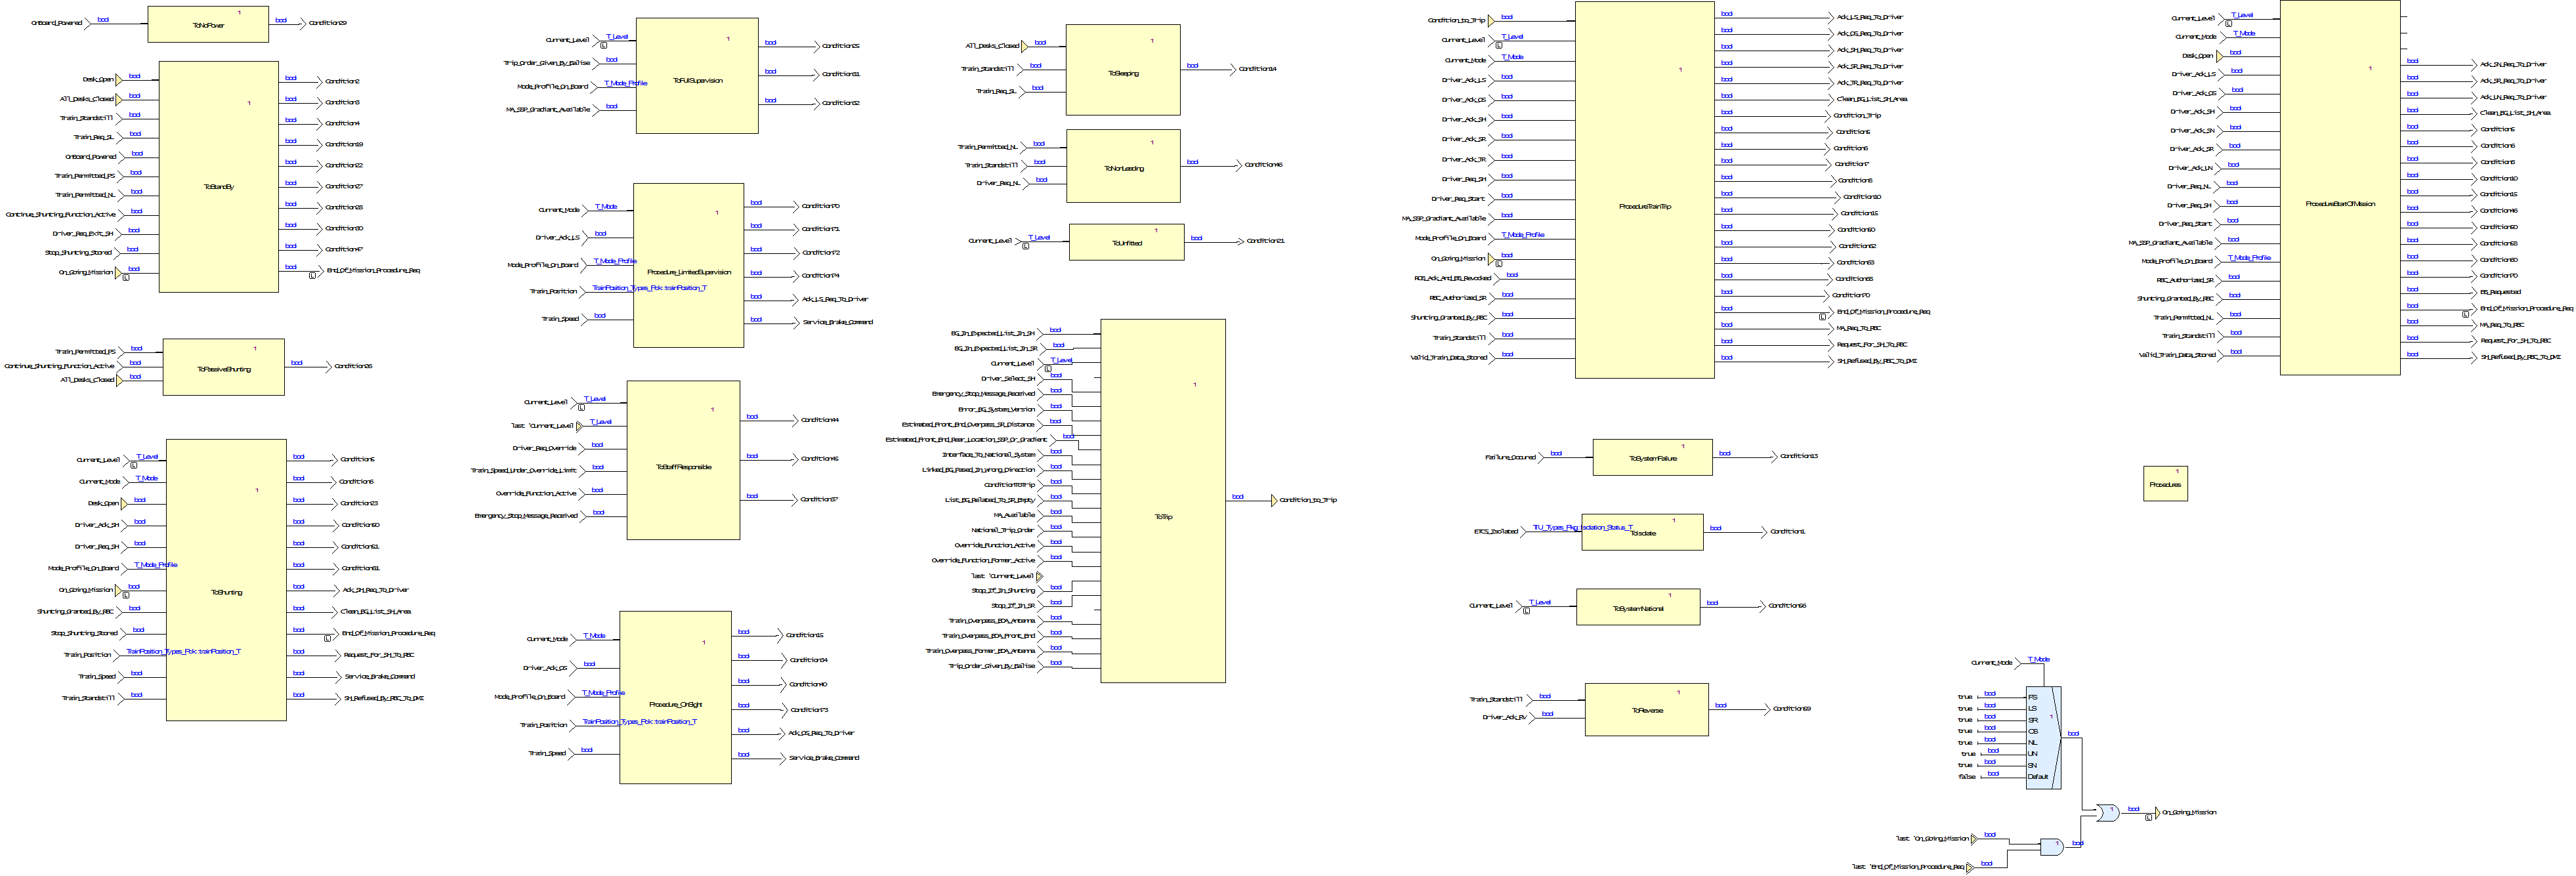 OnBoard_Powered bool ToNoPower 1 bool Condition29
ToStandBy 1
Desk_Open bool
All_Desks_Closed bool
Train_Standstill bool
Train_Req_SL bool
OnBoard_Powered bool
Train_Permitted_PS bool
Train_Permitted_NL bool
Continue_Shunting_Function_Active bool
Driver_Req_Exit_SH bool
Stop_Shunting_Stored bool
On_Going_Mission bool L
bool Condition2
bool Condition3
bool Condition4
bool Condition19
bool Condition22
bool Condition27
bool Condition28
bool Condition30
bool Condition47
bool L End_Of_Mission_Procedure_Req
ToPassiveShunting 1
Train_Permitted_PS bool
Continue_Shunting_Function_Active bool
All_Desks_Closed bool
bool Condition26
ToShunting 1
Current_Level T_Level L
Current_Mode T_Mode
Desk_Open bool
Driver_Ack_SH bool
Driver_Req_SH bool
Mode_Profile_On_Board T_Mode_Profile
On_Going_Mission bool L
Shunting_Granted_By_RBC bool
Stop_Shunting_Stored bool
Train_Position TrainPosition_Types_Pck::trainPosition_T
Train_Speed bool
Train_Standstill bool
bool Condition5
bool Condition6
bool Condition23
bool Condition50
bool Condition51
bool Condition61
bool Ack_SH_Req_To_Driver
bool Clean_BG_List_SH_Area
bool L End_Of_Mission_Procedure_Req
bool Request_For_SH_To_RBC
bool Service_Brake_Command
bool SH_Refused_By_RBC_To_DMI
ToFullSupervision 1
Current_Level T_Level L
Trip_Order_Given_By_Balise bool
Mode_Profile_On_Board T_Mode_Profile
MA_SSP_Gradiant_Available bool
bool Condition25
bool Condition31
bool Condition32
Procedure_LimitedSupervision 1
Current_Mode T_Mode
Driver_Ack_LS bool
Mode_Profile_On_Board T_Mode_Profile
Train_Position TrainPosition_Types_Pck::trainPosition_T
Train_Speed bool
bool Condition70
bool Condition71
bool Condition72
bool Condition74
bool Ack_LS_Req_To_Driver
bool Service_Brake_Command
ToStaffResponsible 1
Current_Level T_Level L
last 'Current_Level T_Level
Driver_Req_Override bool
Train_Speed_Under_Override_Limit bool
Override_Function_Active bool
Emergency_Stop_Message_Received bool
bool Condition44
bool Condition45
bool Condition37
Procedure_OnSight 1
Current_Mode T_Mode
Driver_Ack_OS bool
Mode_Profile_On_Board T_Mode_Profile
Train_Position TrainPosition_Types_Pck::trainPosition_T
Train_Speed bool
bool Condition15
bool Condition34
bool Condition40
bool Condition73
bool Ack_OS_Req_To_Driver
bool Service_Brake_Command
ToSleeping 1
All_Desks_Closed bool
Train_Standstill bool
Train_Req_SL bool
bool Condition14
ToNonLeading 1
Train_Permitted_NL bool
Train_Standstill bool
Driver_Req_NL bool
bool Condition46
Current_Level T_Level L ToUnfitted 1 bool Condition21
ToTrip 1
BG_In_Expected_List_In_SH bool
BG_In_Expected_List_In_SR bool
Current_Level T_Level L
Driver_Select_SH bool
Emergency_Stop_Message_Received bool
Error_BG_System_Version bool
Estimated_Front_End_Overpass_SR_Distance bool
Estimated_Front_End_Rear_Location_SSP_Or_Gradient bool
Interface_To_National_System bool
Linked_BG_Passed_In_wrong_Direction bool
ConditionToTrip bool
List_BG_Related_To_SR_Empty bool
MA_Available bool
National_Trip_Order bool
Override_Function_Active bool
Override_Function_Former_Active bool
last 'Current_Level
Stop_If_In_Shunting bool
Stop_If_In_SR bool
Train_Overpass_EOA_Antenna bool
Train_Overpass_EOA_Front_End bool
Train_Overpass_Former_EOA_Antenna bool
Trip_Order_Given_By_Balise bool
bool Condition_to_Trip
ProcedureTrainTrip 1
Condition_to_Trip bool
Current_Level T_Level L
Current_Mode T_Mode
Driver_Ack_LS bool
Driver_Ack_OS bool
Driver_Ack_SH bool
Driver_Ack_SR bool
Driver_Ack_TR bool
Driver_Req_SH bool
Driver_Req_Start bool
MA_SSP_Gradiant_Available bool
Mode_Profile_On_Board T_Mode_Profile
On_Going_Mission bool L
RQ1_Ack_And_EB_Revocked bool
RBC_Authorized_SR bool
Shunting_Granted_By_RBC bool
Train_Standstill bool
Valid_Train_Data_Stored bool
bool Ack_LS_Req_To_Driver
bool Ack_OS_Req_To_Driver
bool Ack_SH_Req_To_Driver
bool Ack_SR_Req_To_Driver
bool Ack_TR_Req_To_Driver
bool Clean_BG_List_SH_Area
bool Condition_Trip
bool Condition5
bool Condition6
bool Condition7
bool Condition8
bool Condition10
bool Condition15
bool Condition50
bool Condition62
bool Condition63
bool Condition68
bool Condition70
bool L End_Of_Mission_Procedure_Req
bool MA_Req_To_RBC
bool Request_For_SH_To_RBC
bool SH_Refused_By_RBC_To_DMI
Failure_Occured bool ToSystemFailure 1 bool Condition13
ETCS_Isolated TIU_Types_Pkg::Isolation_Status_T ToIsolate 1 bool Condition1
Current_Level T_Level L ToSystemNational 1 bool Condition56
Train_Standstill bool
Driver_Ack_RV bool
ToReverse 1 bool Condition59
ProcedureStartOfMission 1
Current_Level T_Level L
Current_Mode T_Mode
Desk_Open bool
Driver_Ack_LS bool
Driver_Ack_OS bool
Driver_Ack_SH bool
Driver_Ack_SN bool
Driver_Ack_SR bool
Driver_Ack_UN bool
Driver_Req_NL bool
Driver_Req_SH bool
Driver_Req_Start bool
MA_SSP_Gradiant_Available bool
Mode_Profile_On_Board T_Mode_Profile
RBC_Authorized_SR bool
Shunting_Granted_By_RBC bool
Train_Permitted_NL bool
Train_Standstill bool
Valid_Train_Data_Stored bool
bool Ack_SN_Req_To_Driver
bool Ack_SR_Req_To_Driver
bool Ack_UN_Req_To_Driver
bool Clean_BG_List_SH_Area
bool Condition5
bool Condition6
bool Condition8
bool Condition10
bool Condition15
bool Condition46
bool Condition50
bool Condition58
bool Condition60
bool Condition70
bool EB_Requested
bool L End_Of_Mission_Procedure_Req
bool MA_Req_To_RBC
bool Request_For_SH_To_RBC
bool SH_Refused_By_RBC_To_DMI
Procedures 1
Current_Mode T_Mode
true bool FS
true bool LS
true bool SR
true bool OS
true bool NL
true bool UN
true bool SN
false bool Default
1 bool
1 bool L On_Going_Mission
last 'On_Going_Mission bool
1 bool
last 'End_Of_Mission_Procedure_Req bool